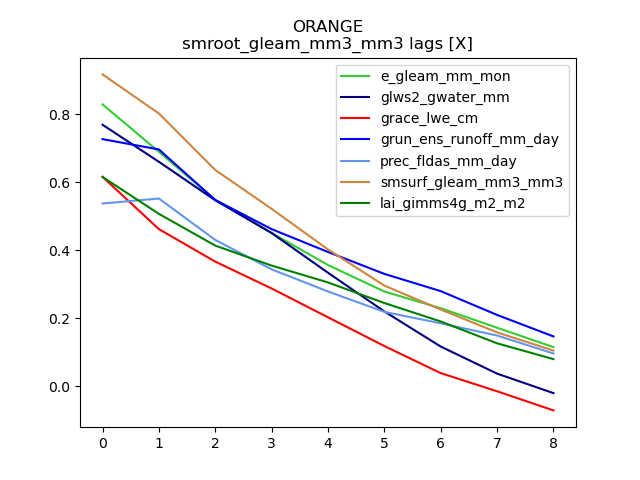 ORANGE
smroot_gleam_mm3_mm3 lags [X]
e_gleam_mm_mon
glws2_gwater_mm
grace_lwe_cm
grun_ens_runoff_mm_day
prec_fldas_mm_day
smsurf_gleam_mm3_mm3
lai_gimms4g_m2_m2
0.8
0.6
0.4
0.2
0.0
0 1 2 3 4 5 6 7 8